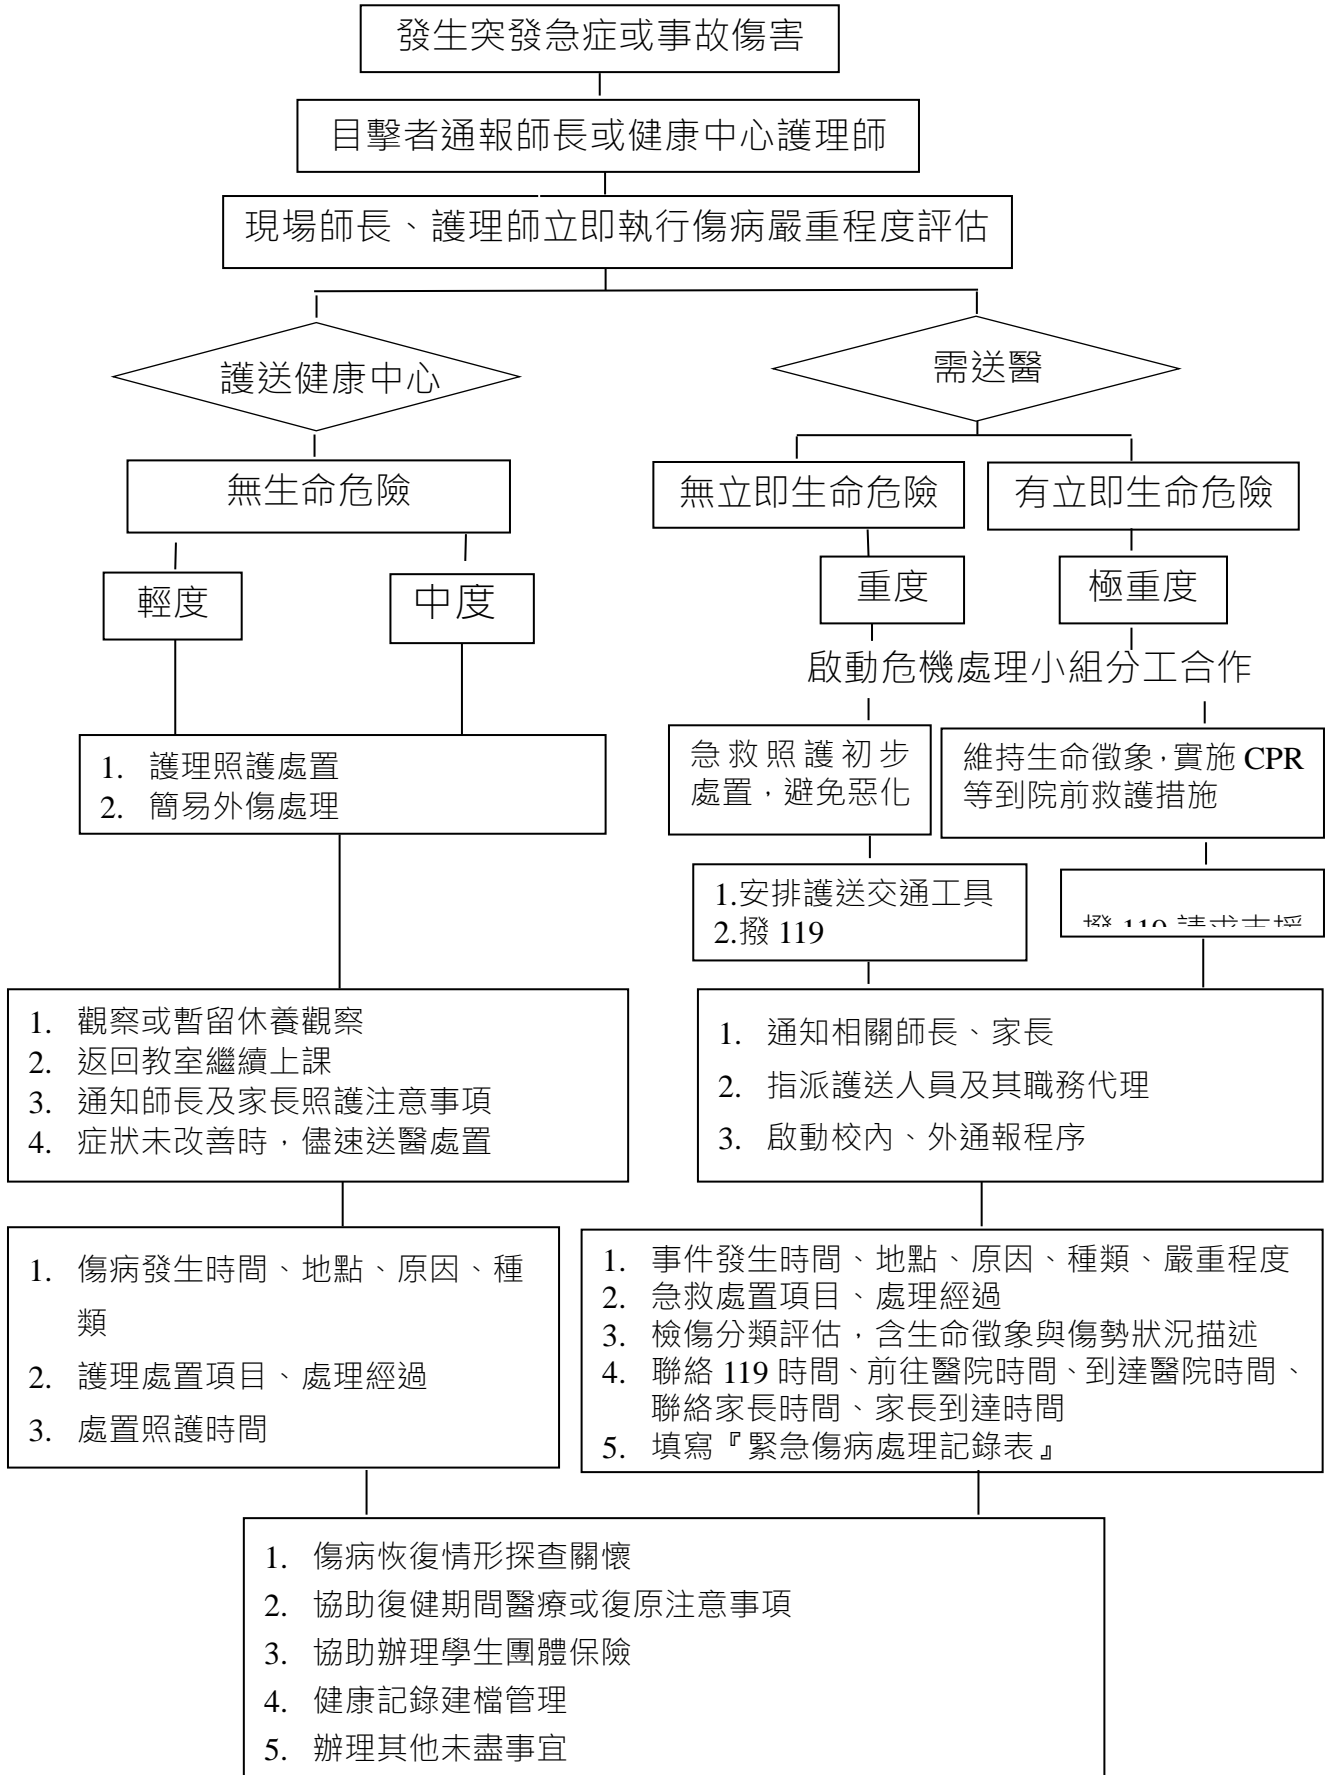 發生突發急症或事故傷害
目擊者通報師長或健康中心護理師
現場師長、護理師立即執行傷病嚴重程度評估
護送健康中心
需送醫
無生命危險
無立即生命危險
有立即生命危險
輕度
中度
重度
極重度
啟動危機處理小組分工合作
1. 護理照護處置
2. 簡易外傷處理
急救照護初步
處置，避免惡化
維持生命徵象，實施 CPR
等到院前救護措施
1.安排護送交通工具
2.撥 119
撥 119 請求支援
1. 觀察或暫留休養觀察
2. 返回教室繼續上課
3. 通知師長及家長照護注意事項
4. 症狀未改善時，儘速送醫處置
1. 通知相關師長、家長
2. 指派護送人員及其職務代理
3. 啟動校內、外通報程序
1. 傷病發生時間、地點、原因、種
類
2. 護理處置項目、處理經過
3. 處置照護時間
1. 事件發生時間、地點、原因、種類、嚴重程度
2. 急救處置項目、處理經過
3. 檢傷分類評估，含生命徵象與傷勢狀況描述
4. 聯絡 119 時間、前往醫院時間、到達醫院時間、
聯絡家長時間、家長到達時間
5. 填寫『緊急傷病處理記錄表』
1. 傷病恢復情形探查關懷
2. 協助復健期間醫療或復原注意事項
3. 協助辦理學生團體保險
4. 健康記錄建檔管理
5. 辦理其他未盡事宜